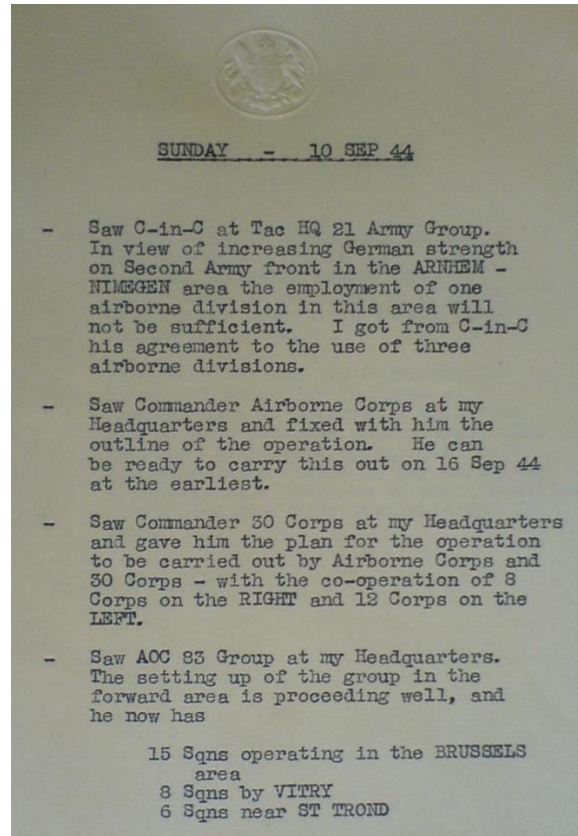 SUNDAY - 10 SEP 44
- Saw C-in-C at Tac HQ 21 Army Group.
In view of increasing German strength
on Second Army front in the ARNHEM -
NIMEGEN area the employment of one
airborne division in this area will
not be sufficient. I got from C-in-C
his agreement to the use of three
airborne divisions.
- Saw Commander Airborne Corps at my
Headquarters and fixed with him the
outline of the operation. He can
be ready to carry this out on 16 Sep 44
at the earliest.
- Saw Commander 30 Corps at my Headquarters
and gave him the plan for the operation
to be carried out by Airborne Corps and
30 Corps - with the co-operation of 8
Corps on the RIGHT and 12 Corps on the
LEFT.
- Saw AOC 83 Group at my Headquarters.
The setting up of the group in the
forward area is proceeding well, and
he now has
15 Sqns operating in the BRUSSELS
area
8 Sqns by VITRY
6 Sqns near ST TROND